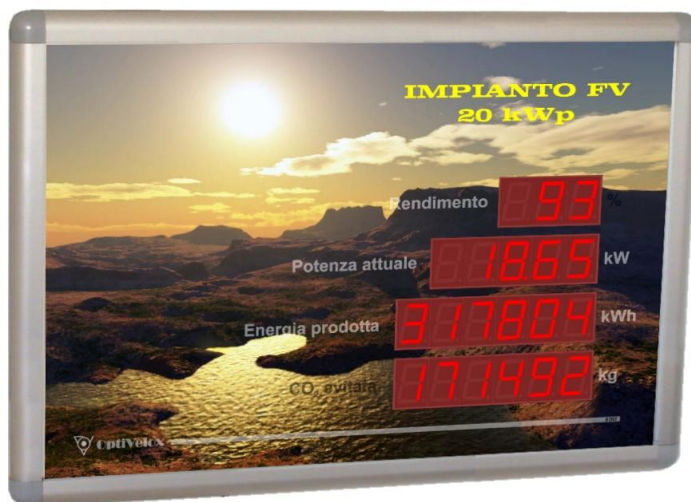 IMPIANTO FV
20 kWp
Rendimento 93 %
Potenza attuale 18.65 kW
Energia prodotta 317804 kWh
CO₂ evitata 171492 kg
OptiVelox